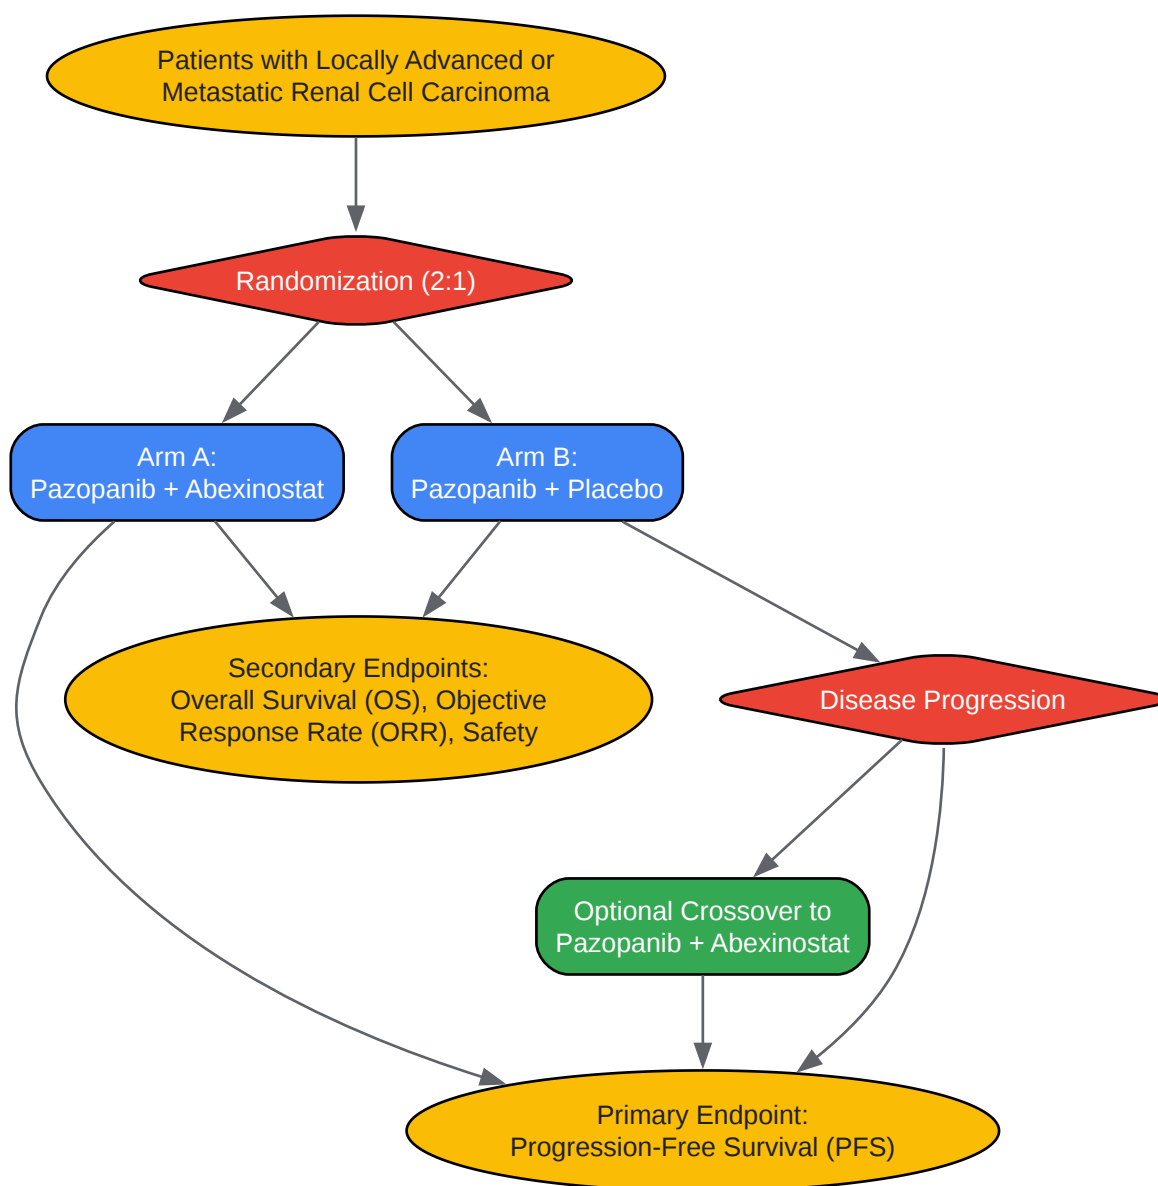 Patients with Locally Advanced or
Metastatic Renal Cell Carcinoma
Randomization (2:1)
Arm A:
Pazopanib + Abexinostat
Arm B:
Pazopanib + Placebo
Secondary Endpoints:
Overall Survival (OS), Objective
Response Rate (ORR), Safety
Disease Progression
Optional Crossover to
Pazopanib + Abexinostat
Primary Endpoint:
Progression-Free Survival (PFS)